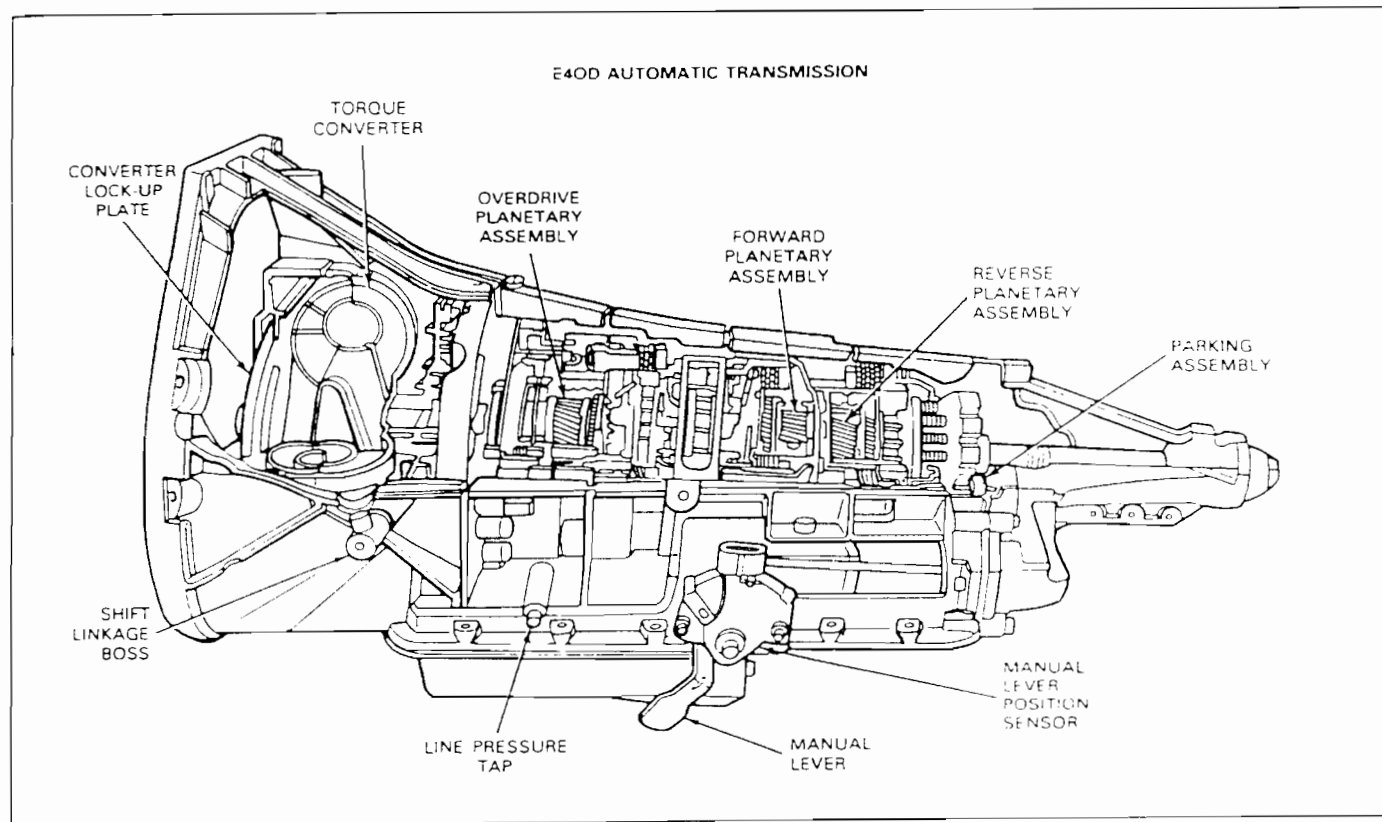 E4OD AUTOMATIC TRANSMISSION
TORQUE
CONVERTER
CONVERTER
LOCK-UP
PLATE
OVERDRIVE
PLANETARY
ASSEMBLY
FORWARD
PLANETARY
ASSEMBLY
REVERSE
PLANETARY
ASSEMBLY
PARKING
ASSEMBLY
SHIFT
LINKAGE
BOSS
LINE PRESSURE
TAP
MANUAL
LEVER
MANUAL
LEVER
POSITION
SENSOR